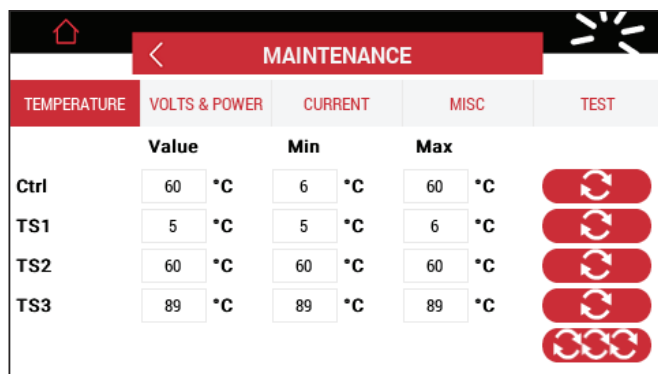 MAINTENANCE
TEMPERATURE VOLTS & POWER CURRENT MISC TEST
Value Min Max
Ctrl 60 °C 6 °C 60 °C
TS1 5 °C 5 °C 6 °C
TS2 60 °C 60 °C 60 °C
TS3 89 °C 89 °C 89 °C